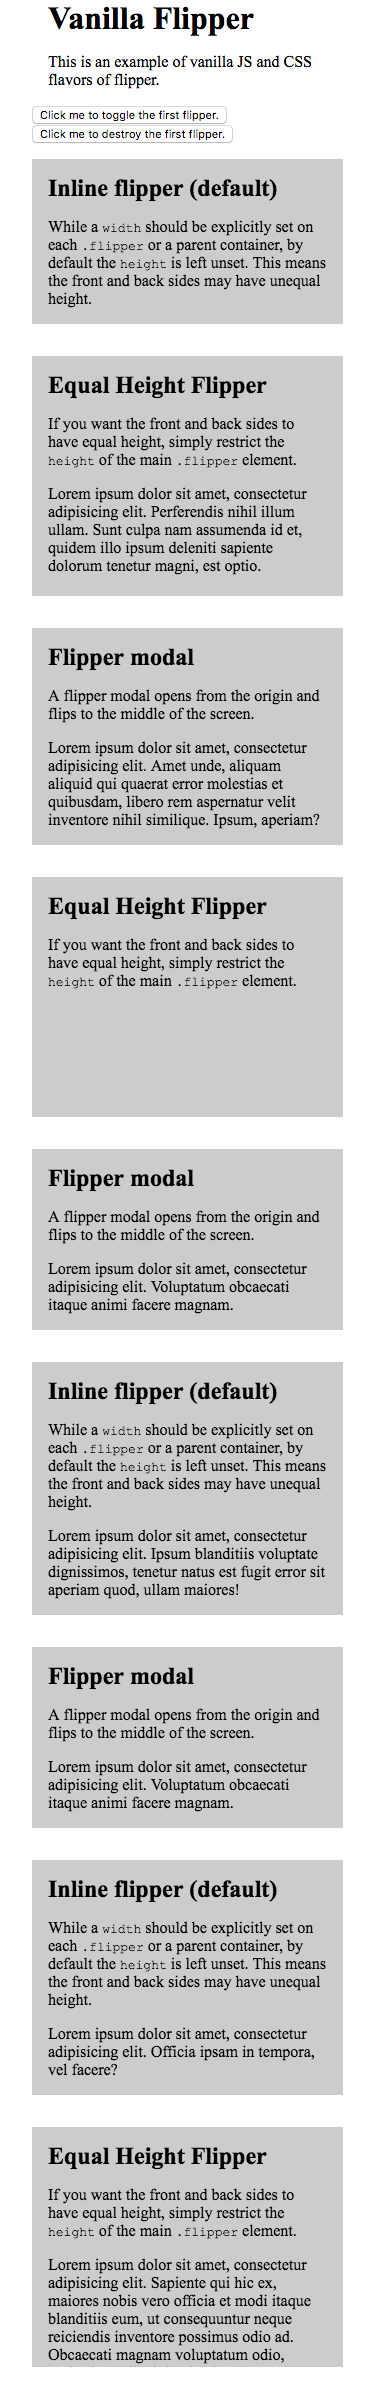 Vanilla Flipper
This is an example of vanilla JS and CSS
flavors of flipper.
Click me to toggle the first flipper.
Click me to destroy the first flipper.
Inline flipper (default)
While a width should be explicitly set on
each .flipper or a parent container, by
default the height is left unset. This means
the front and back sides may have unequal
height.
Equal Height Flipper
If you want the front and back sides to
have equal height, simply restrict the
height of the main .flipper element.
Lorem ipsum dolor sit amet, consectetur
adipisicing elit. Perferendis nihil illum
ullam. Sunt culpa nam assumenda id et,
quidem illo ipsum deleniti sapiente
dolorum tenetur magni, est optio.
Flipper modal
A flipper modal opens from the origin and
flips to the middle of the screen.
Lorem ipsum dolor sit amet, consectetur
adipisicing elit. Amet unde, aliquam
aliquid qui quaerat error molestias et
quibusdam, libero rem aspernatur velit
inventore nihil similique. Ipsum, aperiam?
Equal Height Flipper
If you want the front and back sides to
have equal height, simply restrict the
height of the main .flipper element.
Flipper modal
A flipper modal opens from the origin and
flips to the middle of the screen.
Lorem ipsum dolor sit amet, consectetur
adipisicing elit. Voluptatum obcaecati
itaque animi facere magnam.
Inline flipper (default)
While a width should be explicitly set on
each .flipper or a parent container, by
default the height is left unset. This means
the front and back sides may have unequal
height.
Lorem ipsum dolor sit amet, consectetur
adipisicing elit. Ipsum blanditiis voluptate
dignissimos, tenetur natus est fugit error sit
aperiam quod, ullam maiores!
Flipper modal
A flipper modal opens from the origin and
flips to the middle of the screen.
Lorem ipsum dolor sit amet, consectetur
adipisicing elit. Voluptatum obcaecati
itaque animi facere magnam.
Inline flipper (default)
While a width should be explicitly set on
each .flipper or a parent container, by
default the height is left unset. This means
the front and back sides may have unequal
height.
Lorem ipsum dolor sit amet, consectetur
adipisicing elit. Officia ipsam in tempora,
vel facere?
Equal Height Flipper
If you want the front and back sides to
have equal height, simply restrict the
height of the main .flipper element.
Lorem ipsum dolor sit amet, consectetur
adipisicing elit. Sapiente qui hic ex,
maiores nobis vero officia et modi itaque
blanditiis eum, ut consequuntur neque
reiciendis inventore possimus odio ad.
Obcaecati magnam voluptatum odio,